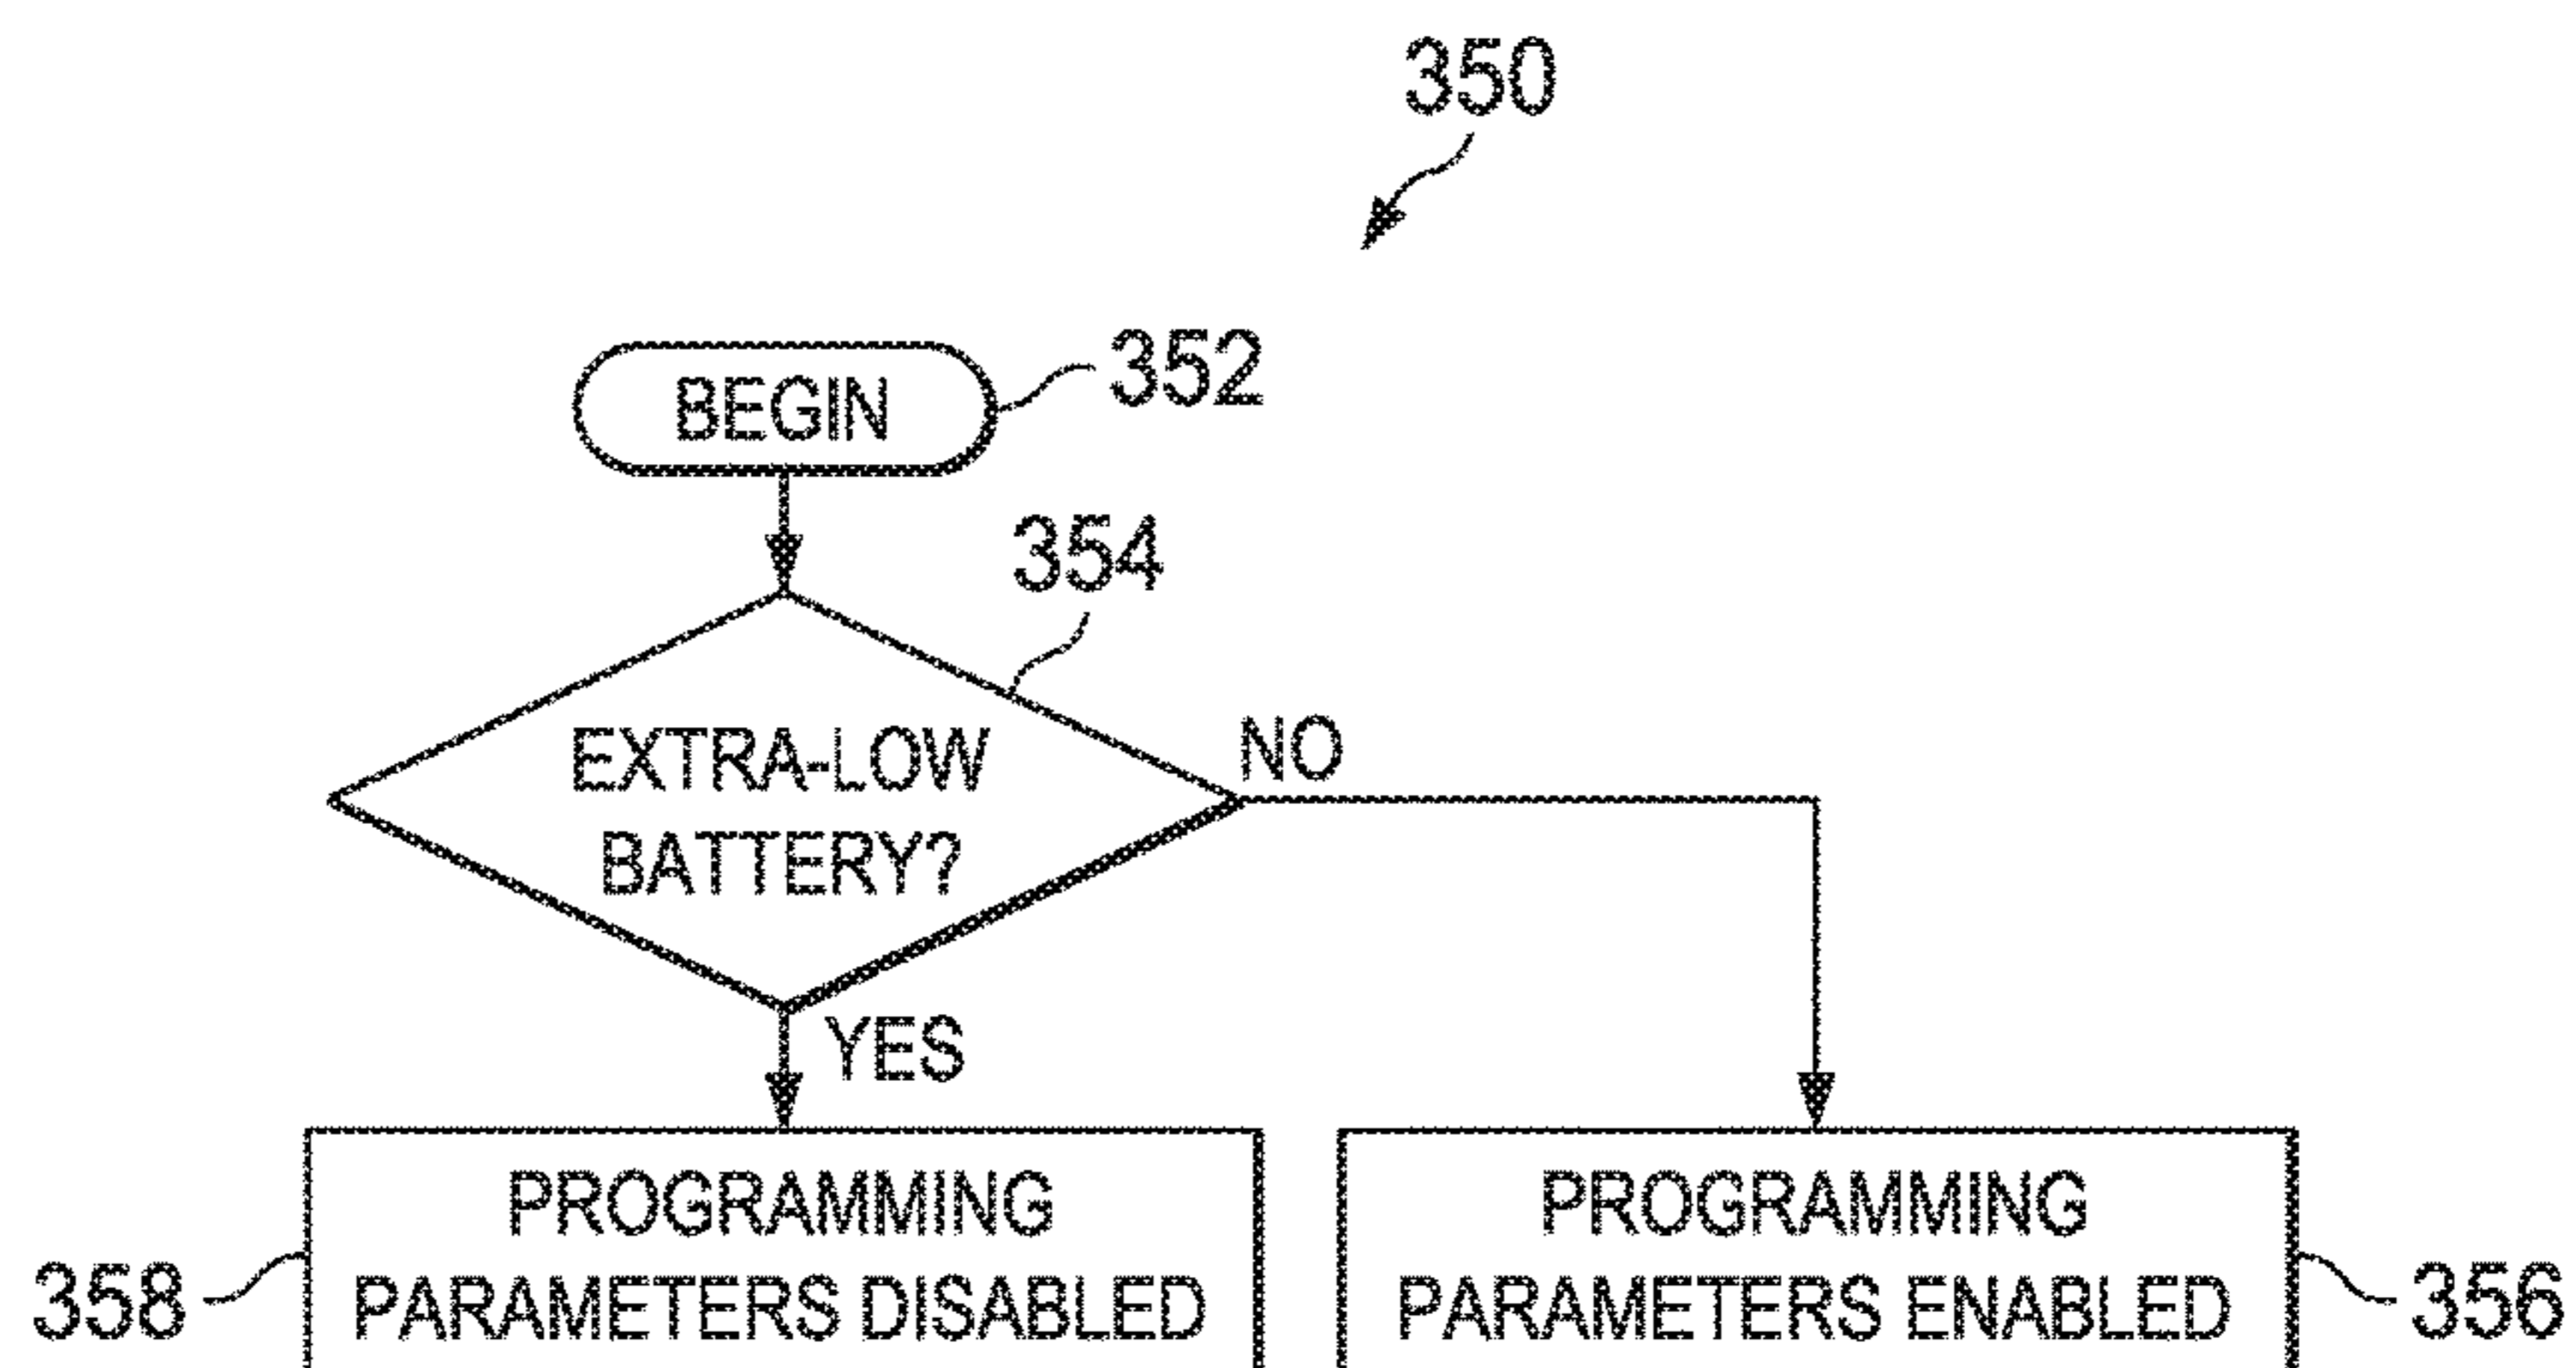 350
BEGIN
352
354
EXTRA-LOW
BATTERY?
NO
YES
PROGRAMMING
PARAMETERS DISABLED
358
PROGRAMMING
PARAMETERS ENABLED
356